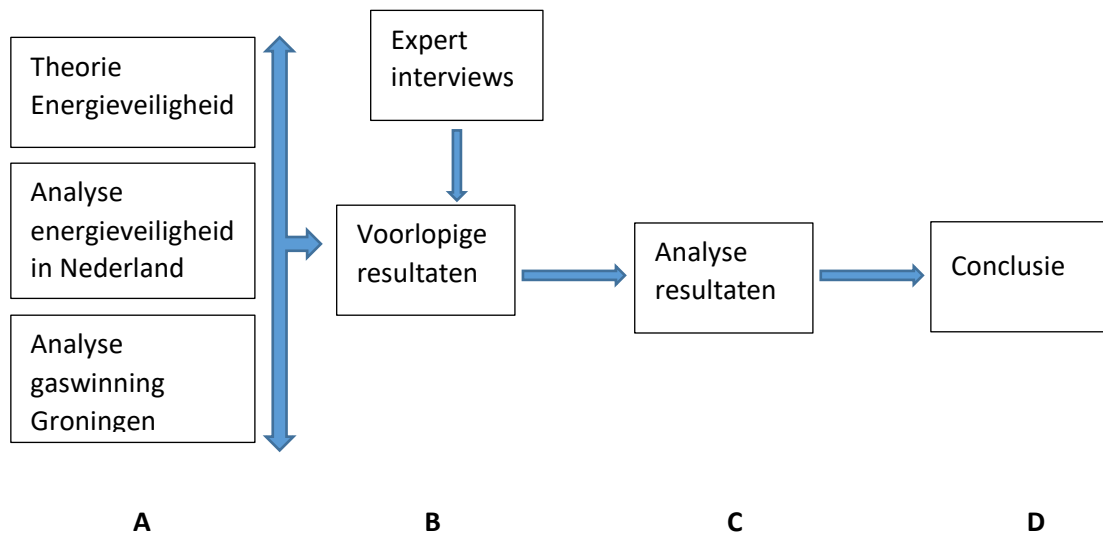 Theorie
Energieveiligheid
Analyse
energieveiligheid
in Nederland
Analyse
gaswinning
Groningen
Expert
interviews
Voorlopige
resultaten
Analyse
resultaten
Conclusie
A
B
C
D